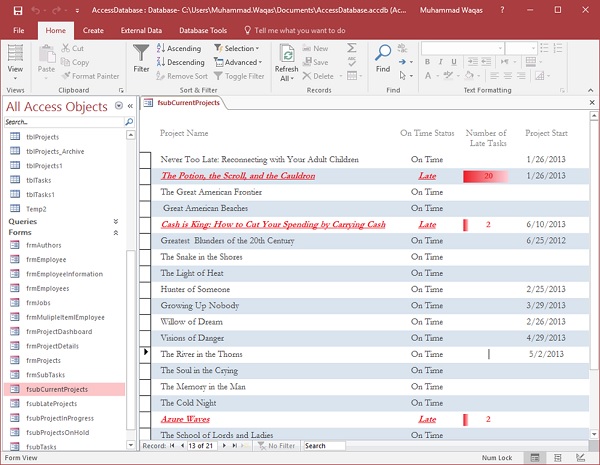 AccessDatabase : Database- C:\Users\Muhammad.Waqas\Documents\AccessDatabase.accdb (Ac...
Muhammad Waqas
File
Home
Create
External Data
Database Tools
Tell me what you want to do
View
Paste
Cut
Copy
Format Painter
Filter
Ascending
Descending
Remove Sort
Selection
Advanced
Toggle Filter
Refresh
All
Find
B I U
Views
Clipboard
Sort & Filter
Records
Find
Text Formatting
All Access Objects
Search...
tblProjects
tblProjects_Archive
tblProjects1
tblTasks
tblTasks1
Temp2
Queries
Forms
frmAuthors
frmEmployee
frmEmployeeInformation
frmEmployees
frmJobs
frmMulipleItemlEmployee
frmProjectDashboard
frmProjectDetails
frmProjects
frmSubTasks
fsubCurrentProjects
fsubLateProjects
fsubProjectInProgress
fsubProjectsOnHold
fsubTasks
fsubCurrentProjects
Project Name On Time Status Number of Project Start
Late Tasks
Never Too Late: Reconnecting with Your Adult Children On Time 1/26/2013
The Potion, the Scroll, and the Cauldron Late 20 1/26/2013
The Great American Frontier On Time
Great American Beaches On Time
Cash is King: How to Cut Your Spending by Carrying Cash Late 2 6/10/2013
Greatest Blunders of the 20th Century On Time 6/25/2012
The Snake in the Shores On Time
The Light of Heat On Time
Hunter of Someone On Time 2/25/2013
Growing Up Nobody On Time 3/29/2013
Willow of Dream On Time 2/26/2013
Visions of Danger On Time 4/29/2013
The River in the Thorns On Time 5/2/2013
The Soul in the Crying On Time
The Memory in the Man On Time
The Cold Night On Time
Azure Waves Late 2
The School of Lords and Ladies On Time
Record: 13 of 21 No Filter Search
Form View
Num Lock